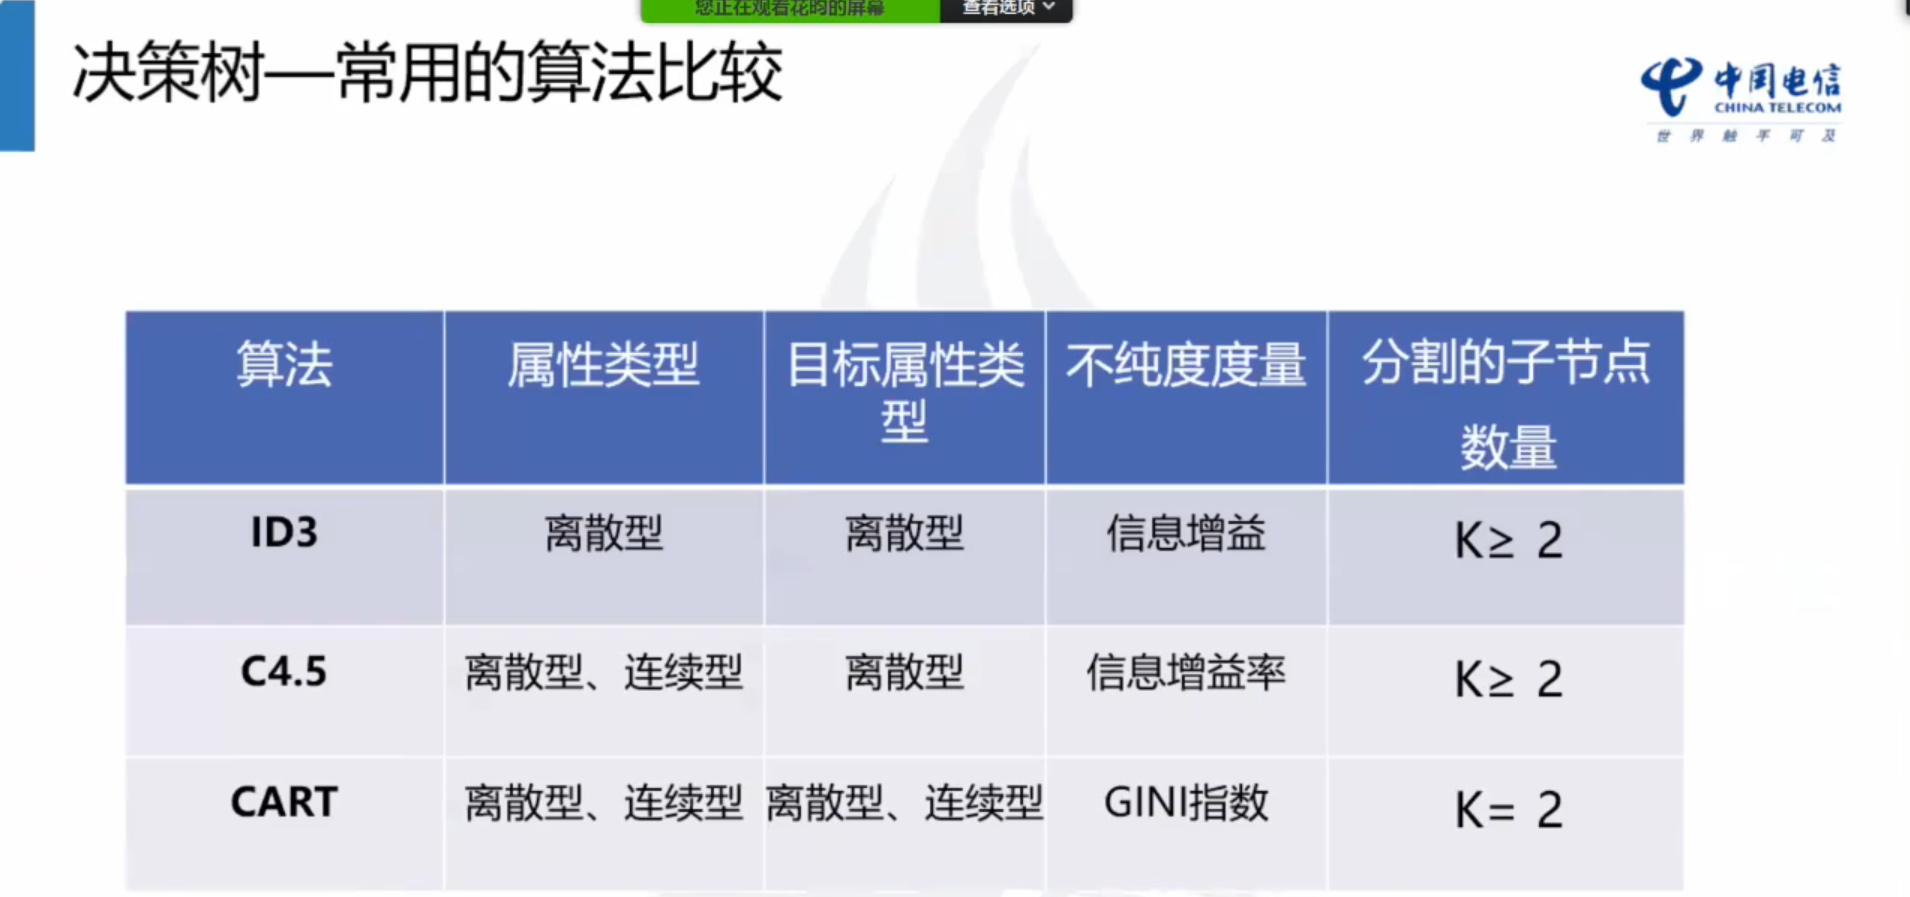 您正在观看花昀的屏幕 查看选项
决策树—常用的算法比较
中国电信
CHINA TELECOM
世界触手可及
算法 属性类型 目标属性类型 不纯度度量 分割的子节点数量
ID3 离散型 离散型 信息增益 K≥ 2
C4.5 离散型、连续型 离散型 信息增益率 K≥ 2
CART 离散型、连续型 离散型、连续型 GINI指数 K= 2